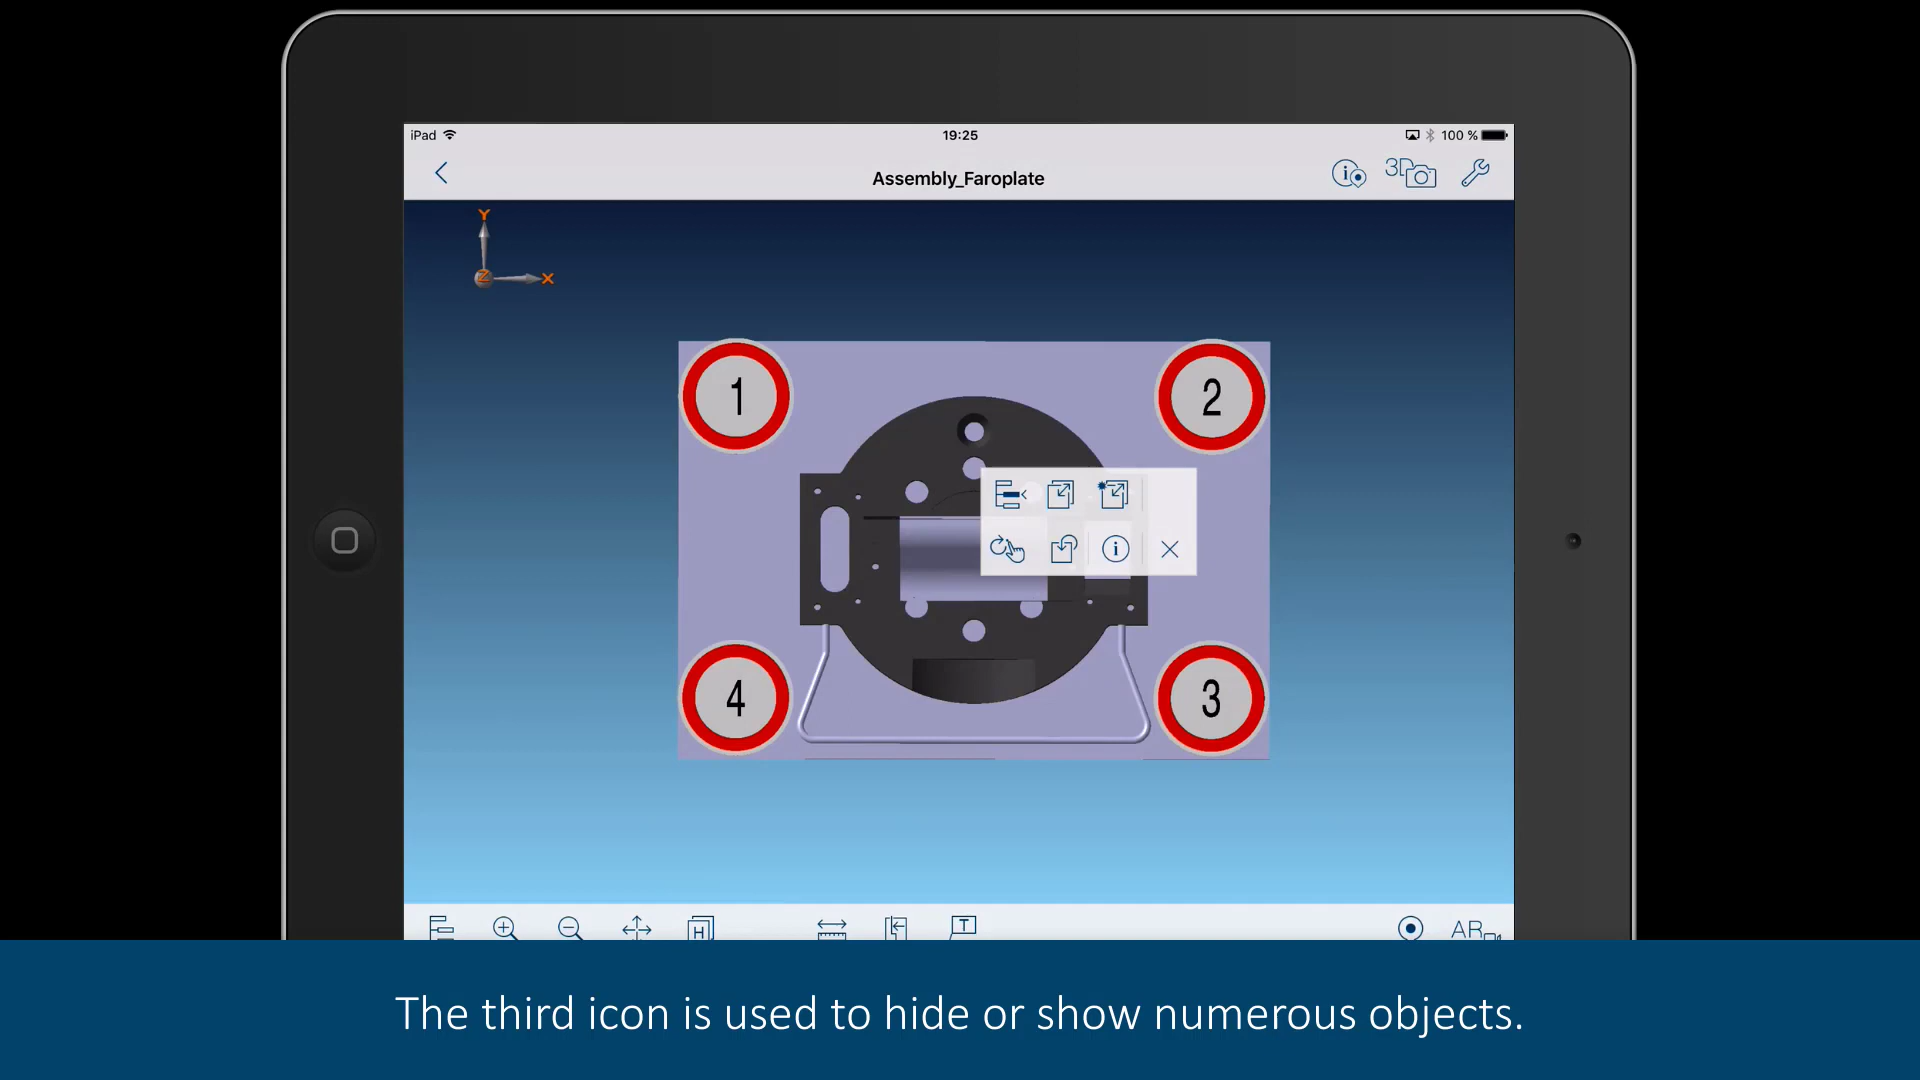 iPad
19:25
100 %
Assembly_Faroplate
3D
Y
Z
X
1
2
4
3
H
T
AR
The third icon is used to hide or show numerous objects.